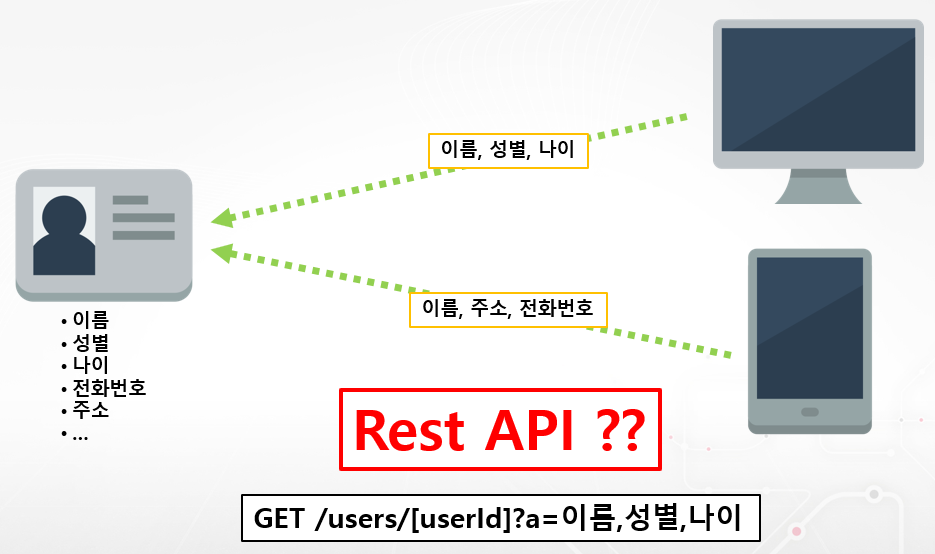 이름, 성별, 나이
이름, 주소, 전화번호
• 이름
• 성별
• 나이
• 전화번호
• 주소
• ...
Rest API ??
GET /users/[userId]?a=이름,성별,나이